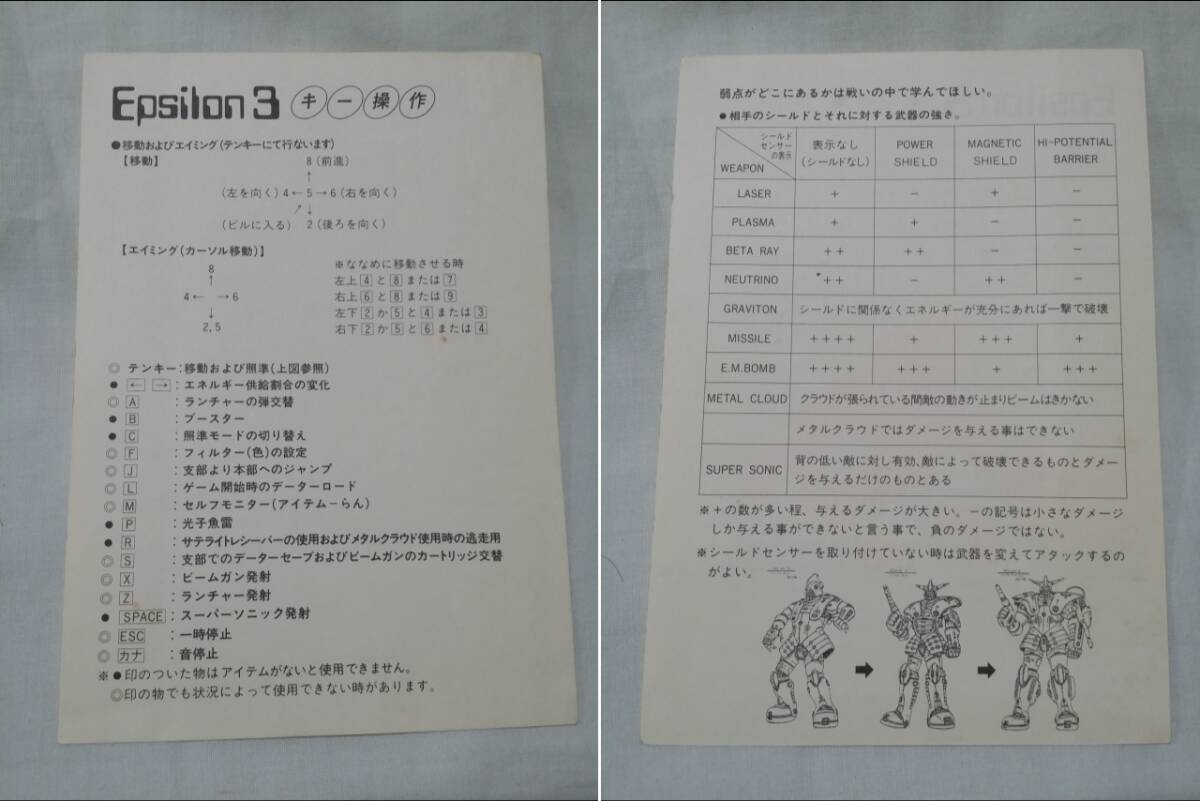 Epsilon3 キー操作
●移動およびエイミング(テンキーにて行ないます)
【移動】
8(前進)
↑
(左を向く)4←5→6(右を向く)
↗↓
(ビルに入る) 2(後ろを向く)
【エイミング(カーソル移動)】
8
↑
4← →6
↓
2,5
※ななめに移動させる時
左上4と8または7
右上6と8または9
左下2か5と4または3
右下2か5と6または4
◎ テンキー:移動および照準(上図参照)
● ← →:エネルギー供給割合の変化
◎ A :ランチャーの弾交替
● B :ブースター
● C :照準モードの切り替え
◎ F :フィルター(色)の設定
◎ J :支部より本部へのジャンプ
◎ L :ゲーム開始時のデーターロード
◎ M :セルフモニター(アイテムーらん)
● P :光子魚雷
● R :サテライトレシーバーの使用およびメタルクラウド使用時の逃走用
◎ S :支部でのデーターセーブおよびビームガンのカートリッジ交替
◎ X :ビームガン発射
◎ Z :ランチャー発射
● SPACE:スーパーソニック発射
◎ ESC :一時停止
◎ カナ :音停止
※●印のついた物はアイテムがないと使用できません。
◎印の物でも状況によって使用できない時があります。
弱点がどこにあるかは戦いの中で学んでほしい。
●相手のシールドとそれに対する武器の強さ。
シールドセンサーの表示 WEAPON 表示なし(シールドなし) POWER SHIELD MAGNETIC SHIELD HI-POTENTIAL BARRIER
LASER + − + −
PLASMA + + − −
BETA RAY ++ ++ − −
NEUTRINO ++ − ++ −
GRAVITON シールドに関係なくエネルギーが充分にあれば一撃で破壊
MISSILE ++++ + +++ +
E.M.BOMB ++++ +++ + +++
METAL CLOUD クラウドが張られている間敵の動きが止まりビームはきかない
メタルクラウドではダメージを与える事はできない
SUPER SONIC 背の低い敵に対し有効、敵によって破壊できるものとダメー
ジを与えるだけのものとある
※+の数が多い程、与えるダメージが大きい。−の記号は小さなダメージ
しか与える事ができないと言う事で、負のダメージではない。
※シールドセンサーを取り付けていない時は武器を変えてアタックするの
がよい。